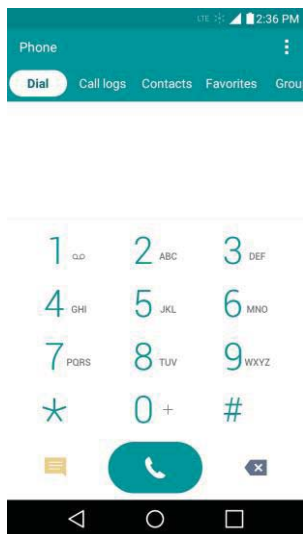 LTE 2:36 PM
Phone
Dial Call logs Contacts Favorites Grou
1 2 ABC 3 DEF
4 GHI 5 JKL 6 MNO
7 PQRS 8 TUV 9 WXYZ
* 0 + #